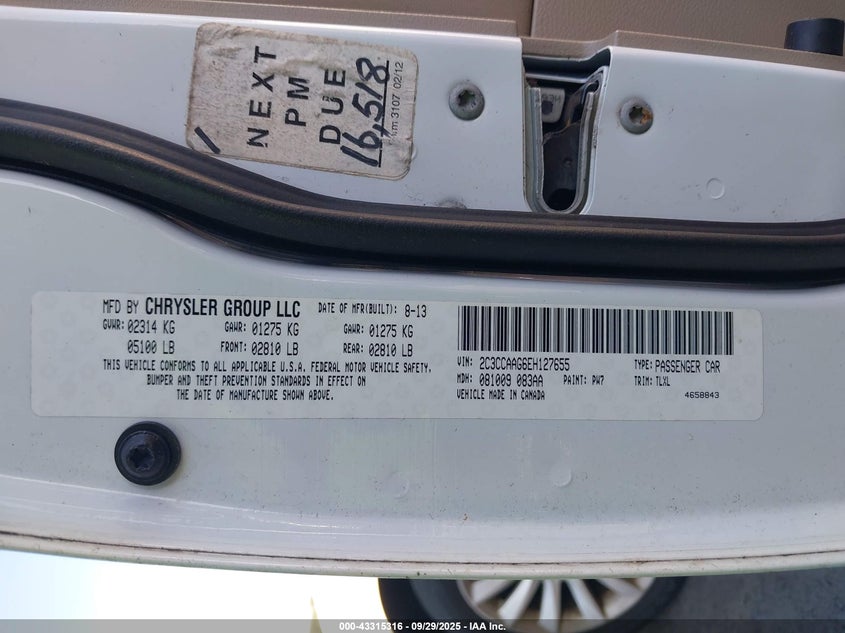 NEXT
PM
DUE
16,518
3107 02/12
MFD BY CHRYSLER GROUP LLC DATE OF MFR(BUILT): 8-13
GVWR: 02314 KG GAWR: 01275 KG GAWR: 01275 KG
05100 LB FRONT: 02810 LB REAR: 02810 LB
THIS VEHICLE CONFORMS TO ALL APPLICABLE U.S.A. FEDERAL MOTOR VEHICLE SAFETY,
BUMPER AND THEFT PREVENTION STANDARDS IN EFFECT ON
THE DATE OF MANUFACTURE SHOWN ABOVE.
VIN: 2C3CCAAG6EH127655 TYPE: PASSENGER CAR
MDH: 081009 083AA PAINT: PW7 TRIM: TLXL
VEHICLE MADE IN CANADA 4658843
000-43315316 - 09/29/2025 - IAA Inc.